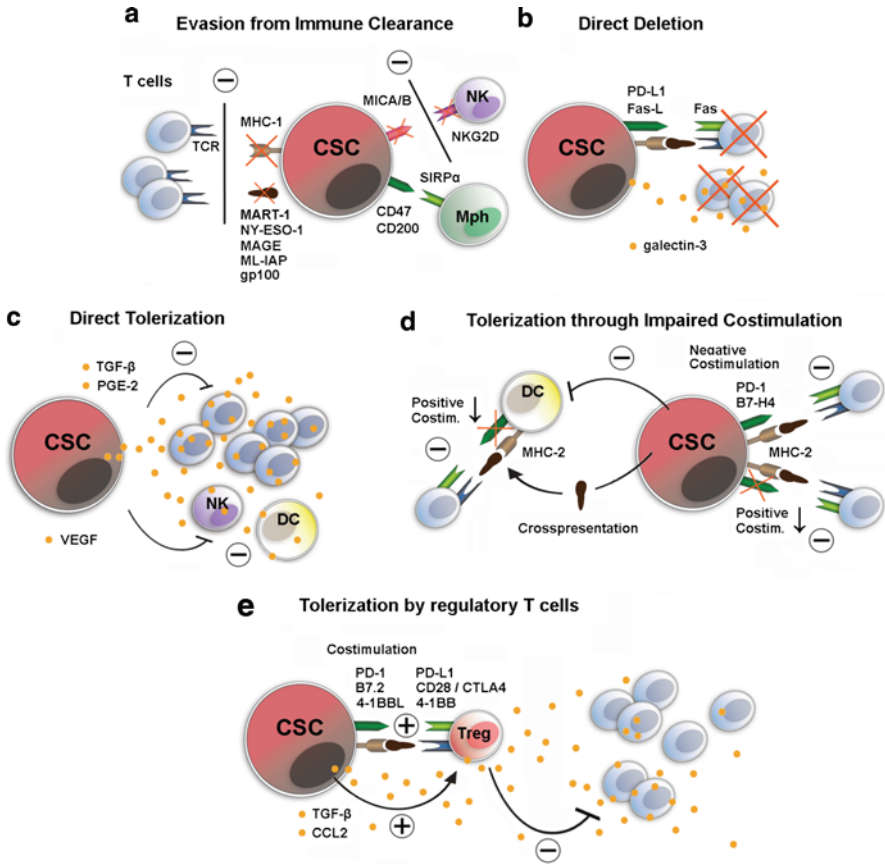 a Evasion from Immune Clearance
T cells
TCR
MHC-1
CSC
MART-1
NY-ESO-1
MAGE
ML-IAP
gp100
MICA/B
NK
NKG2D
SIRPα
Mph
CD47
CD200
b Direct Deletion
PD-L1
Fas-L
Fas
CSC
galectin-3
c Direct Tolerization
TGF-β
PGE-2
CSC
NK
DC
VEGF
d Tolerization through Impaired Costimulation
Positive
Costim.
DC
MHC-2
Crosspresentation
Negative
Costimulation
PD-1
B7-H4
CSC
MHC-2
Positive
Costim.
e Tolerization by regulatory T cells
Costimulation
PD-1
B7.2
4-1BBL
PD-L1
CD28 / CTLA4
4-1BB
CSC
Treg
TGF-β
CCL2